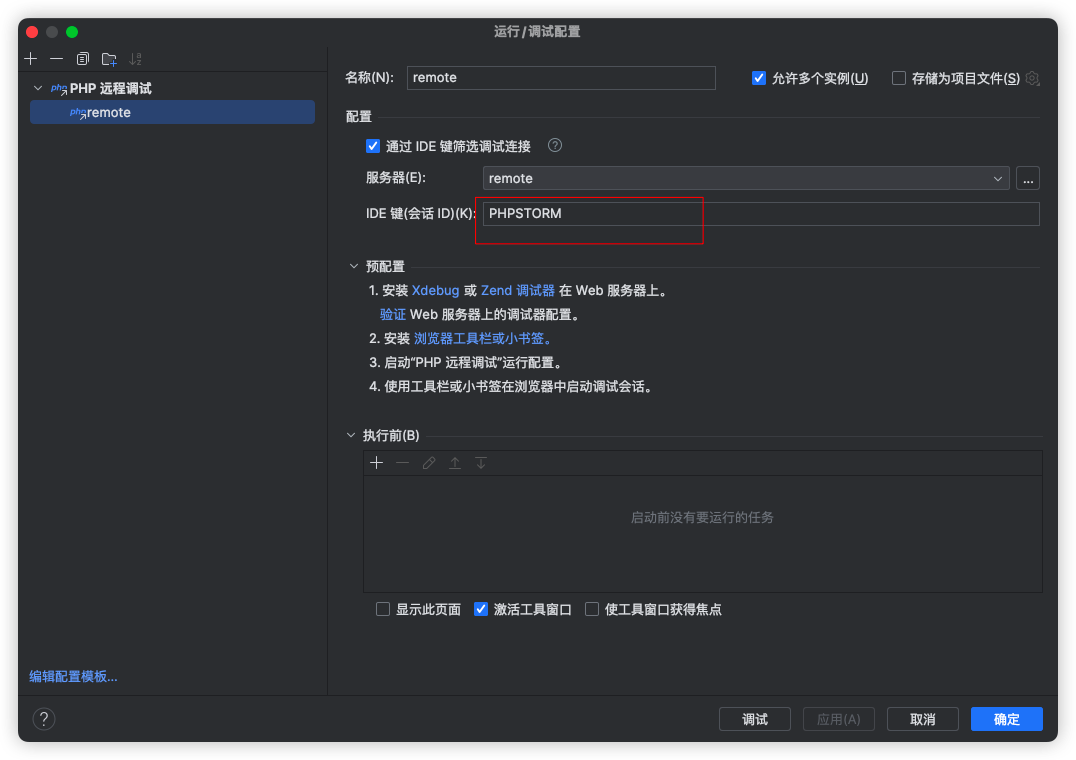 运行/调试配置
PHP 远程调试
remote
编辑配置模板...
名称(N): remote 允许多个实例(U) 存储为项目文件(S)
配置
通过 IDE 键筛选调试连接
服务器(E): remote ...
IDE 键(会话 ID)(K): PHPSTORM
预配置
1. 安装 Xdebug 或 Zend 调试器 在 Web 服务器上。
验证 Web 服务器上的调试器配置。
2. 安装 浏览器工具栏或小书签。
3. 启动“PHP 远程调试”运行配置。
4. 使用工具栏或小书签在浏览器中启动调试会话。
执行前(B)
启动前没有要运行的任务
显示此页面 激活工具窗口 使工具窗口获得焦点
? 调试 应用(A) 取消 确定